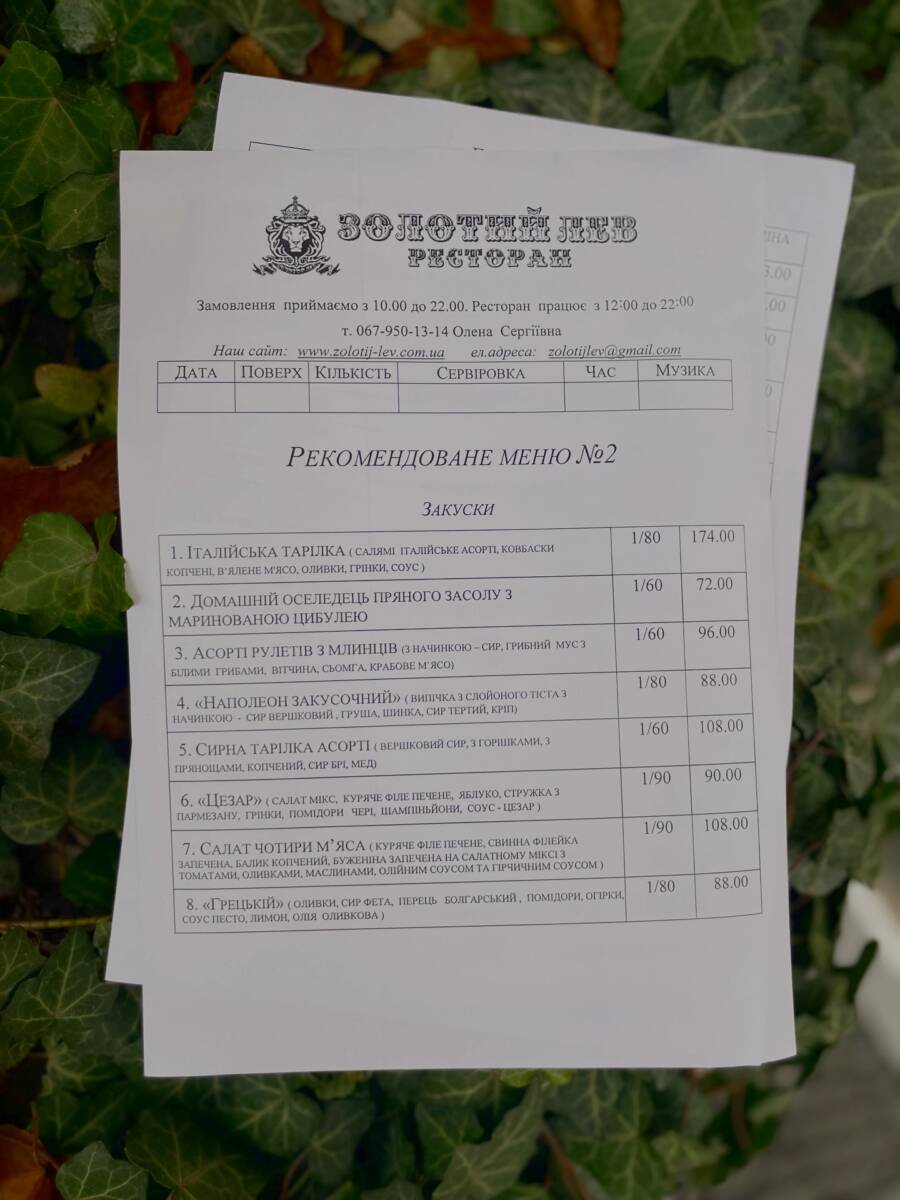 ЗОЛОТИЙ ЛЕВ
РЕСТОРАН
Замовлення приймаємо з 10.00 до 22.00. Ресторан працює з 12:00 до 22:00
т. 067-950-13-14 Олена Сергіївна
Наш сайт: www.zolotij-lev.com.ua ел.адреса: zolotijlev@gmail.com
ДАТА ПОВЕРХ КІЛЬКІСТЬ СЕРВІРОВКА ЧАС МУЗИКА
РЕКОМЕНДОВАНЕ МЕНЮ №2
ЗАКУСКИ
1. ІТАЛІЙСЬКА ТАРІЛКА ( САЛЯМІ ІТАЛІЙСЬКЕ АСОРТІ, КОВБАСКИ 1/80 174.00
КОПЧЕНІ, В'ЯЛЕНЕ М'ЯСО, ОЛИВКИ, ГРІНКИ, СОУС )
2. ДОМАШНІЙ ОСЕЛЕДЕЦЬ ПРЯНОГО ЗАСОЛУ З 1/60 72.00
МАРИНОВАНОЮ ЦИБУЛЕЮ
3. АСОРТІ РУЛЕТІВ З МЛИНЦІВ (З НАЧИНКОЮ – СИР, ГРИБНИЙ МУС З 1/60 96.00
БІЛИМИ ГРИБАМИ, ВІТЧИНА, СЬОМГА, КРАБОВЕ М'ЯСО)
4. «НАПОЛЕОН ЗАКУСОЧНИЙ» ( ВИПІЧКА З СЛОЙОНОГО ТІСТА З 1/80 88.00
НАЧИНКОЮ - СИР ВЕРШКОВИЙ , ГРУША, ШИНКА, СИР ТЕРТИЙ, КРІП)
5. СИРНА ТАРІЛКА АСОРТІ ( ВЕРШКОВИЙ СИР, З ГОРІШКАМИ, З 1/60 108.00
ПРЯНОЩАМИ, КОПЧЕНИЙ, СИР БРІ, МЕД)
6. «ЦЕЗАР» ( САЛАТ МІКС, КУРЯЧЕ ФІЛЕ ПЕЧЕНЕ, ЯБЛУКО, СТРУЖКА З 1/90 90.00
ПАРМЕЗАНУ, ГРІНКИ, ПОМІДОРИ ЧЕРІ, ШАМПІНЬЙОНИ, СОУС - ЦЕЗАР )
7. САЛАТ ЧОТИРИ М'ЯСА ( КУРЯЧЕ ФІЛЕ ПЕЧЕНЕ, СВИННА ФІЛЕЙКА 1/90 108.00
ЗАПЕЧЕНА, БАЛИК КОПЧЕНИЙ, БУЖЕНІНА ЗАПЕЧЕНА НА САЛАТНОМУ МІКСІ З
ТОМАТАМИ, ОЛИВКАМИ, МАСЛИНАМИ, ОЛІЙНИМ СОУСОМ ТА ГІРЧИЧНИМ СОУСОМ )
8. «ГРЕЦЬКІЙ» ( ОЛИВКИ, СИР ФЕТА, ПЕРЕЦЬ БОЛГАРСЬКИЙ , ПОМІДОРИ, ОГІРКИ, 1/80 88.00
СОУС ПЕСТО, ЛИМОН, ОЛІЯ ОЛИВКОВА )